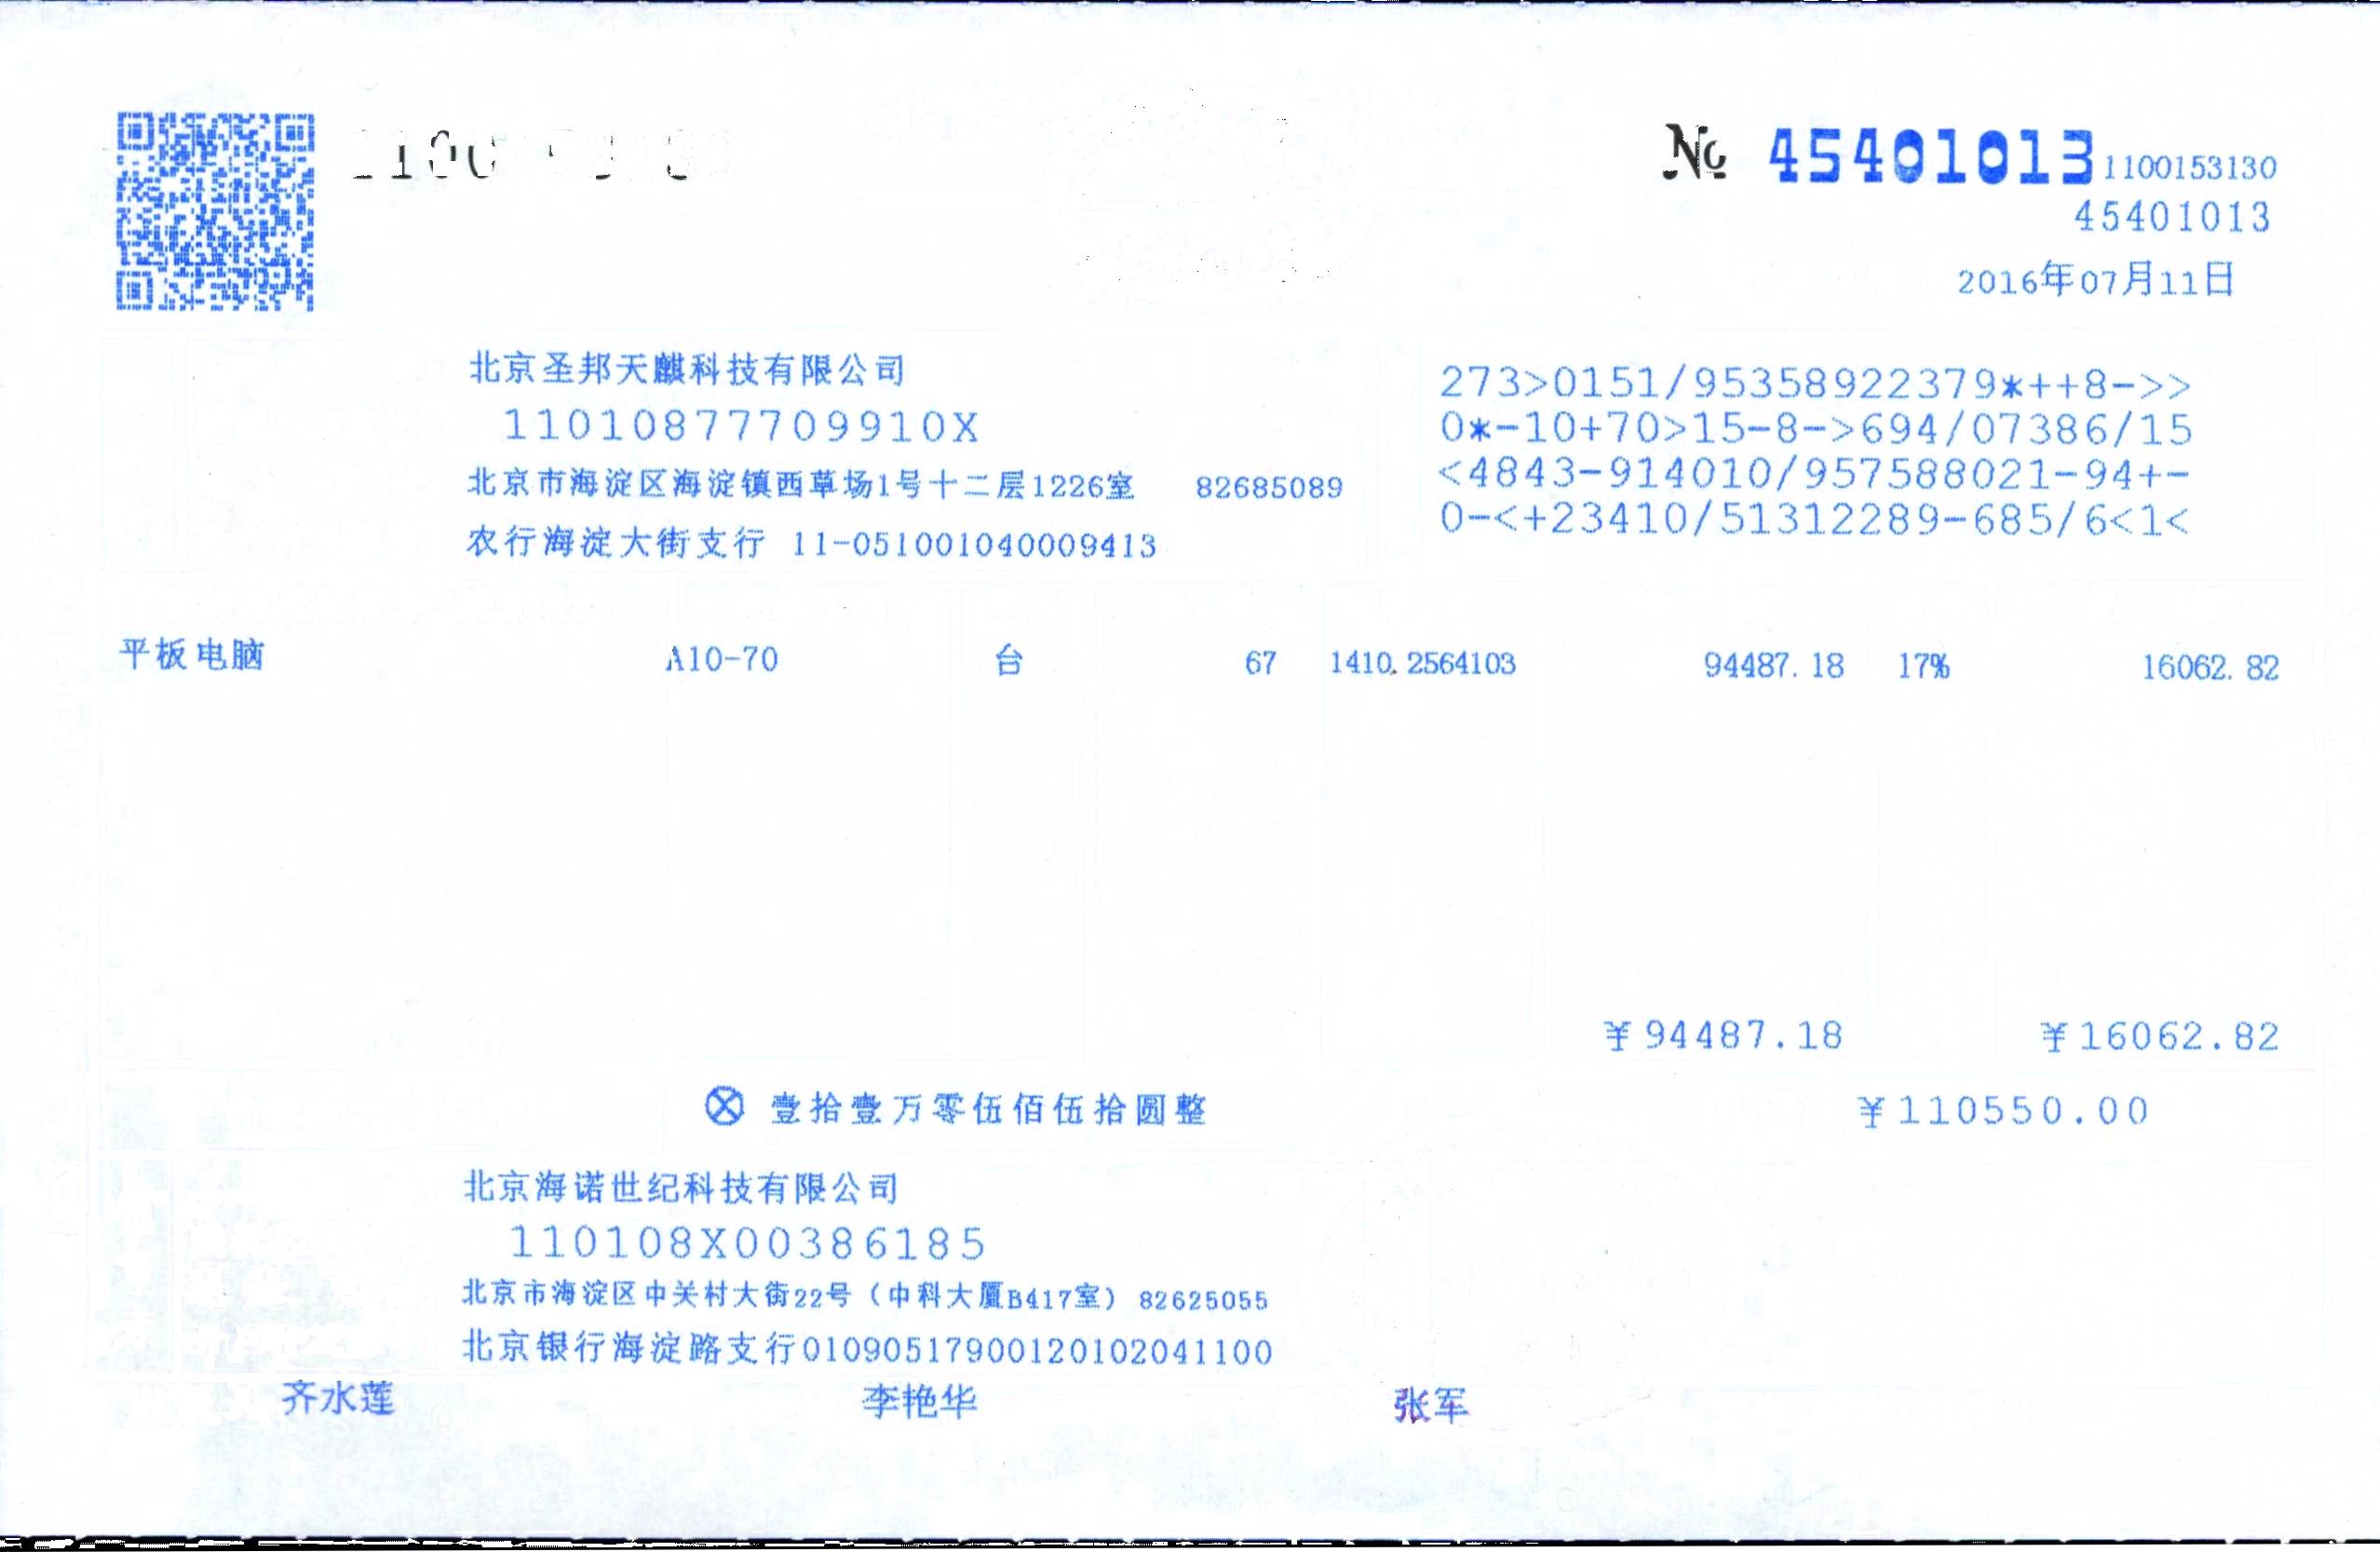 № 45401013 1100153130
45401013
2016年07月11日
北京圣邦天麒科技有限公司
11010877709910X
北京市海淀区海淀镇西草场1号十二层1226室 82685089
农行海淀大街支行 11-051001040009413
273>0151/95358922379*++8->>
0*-10+70>15-8->694/07386/15
<4843-914010/957588021-94+-
0-<+23410/51312289-685/6<1<
平板电脑 A10-70 台 67 1410.2564103 94487.18 17% 16062.82
¥94487.18 ¥16062.82
ⓧ 壹拾壹万零伍佰伍拾圆整 ¥110550.00
北京海诺世纪科技有限公司
110108X00386185
北京市海淀区中关村大街22号（中科大厦B417室）82625055
北京银行海淀路支行01090517900120102041100
齐水莲 李艳华 张军